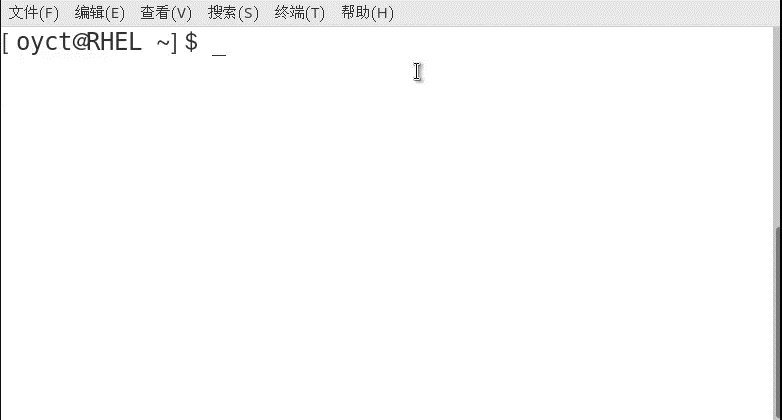 文件(F) 编辑(E) 查看(V) 搜索(S) 终端(T) 帮助(H)
[oyct@RHEL ~]$ _